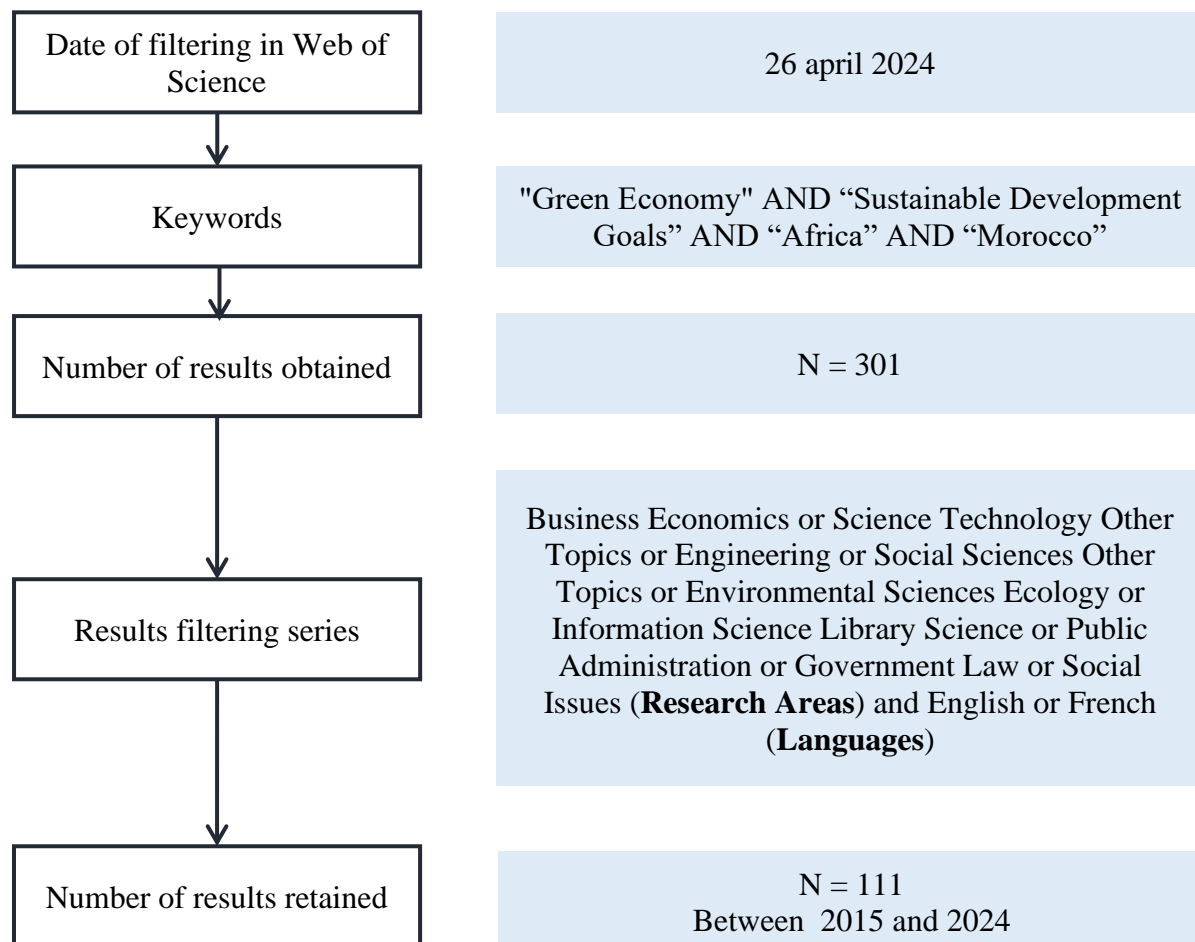 Date of filtering in Web of
Science
26 april 2024
Keywords
"Green Economy" AND “Sustainable Development
Goals” AND “Africa” AND “Morocco”
Number of results obtained
N = 301
Results filtering series
Business Economics or Science Technology Other
Topics or Engineering or Social Sciences Other
Topics or Environmental Sciences Ecology or
Information Science Library Science or Public
Administration or Government Law or Social
Issues (Research Areas) and English or French
(Languages)
Number of results retained
N = 111
Between 2015 and 2024